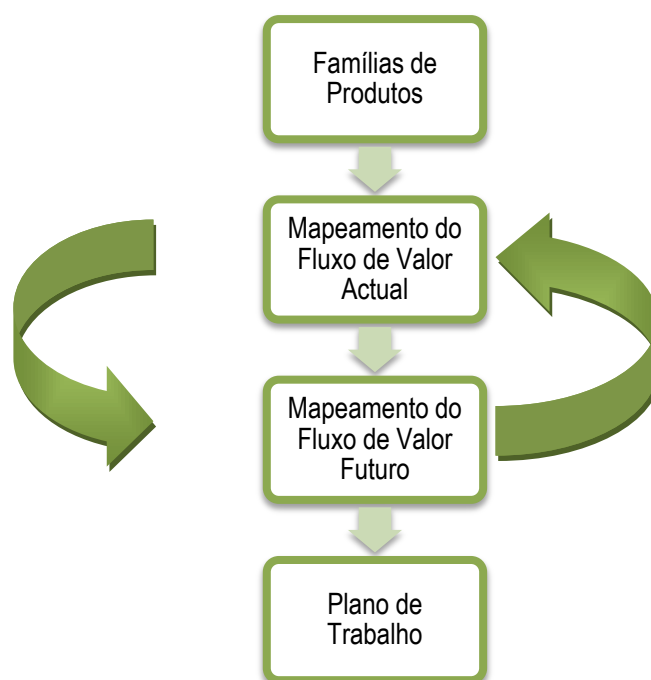 Famílias de
Produtos
Mapeamento do
Fluxo de Valor
Actual
Mapeamento do
Fluxo de Valor
Futuro
Plano de
Trabalho